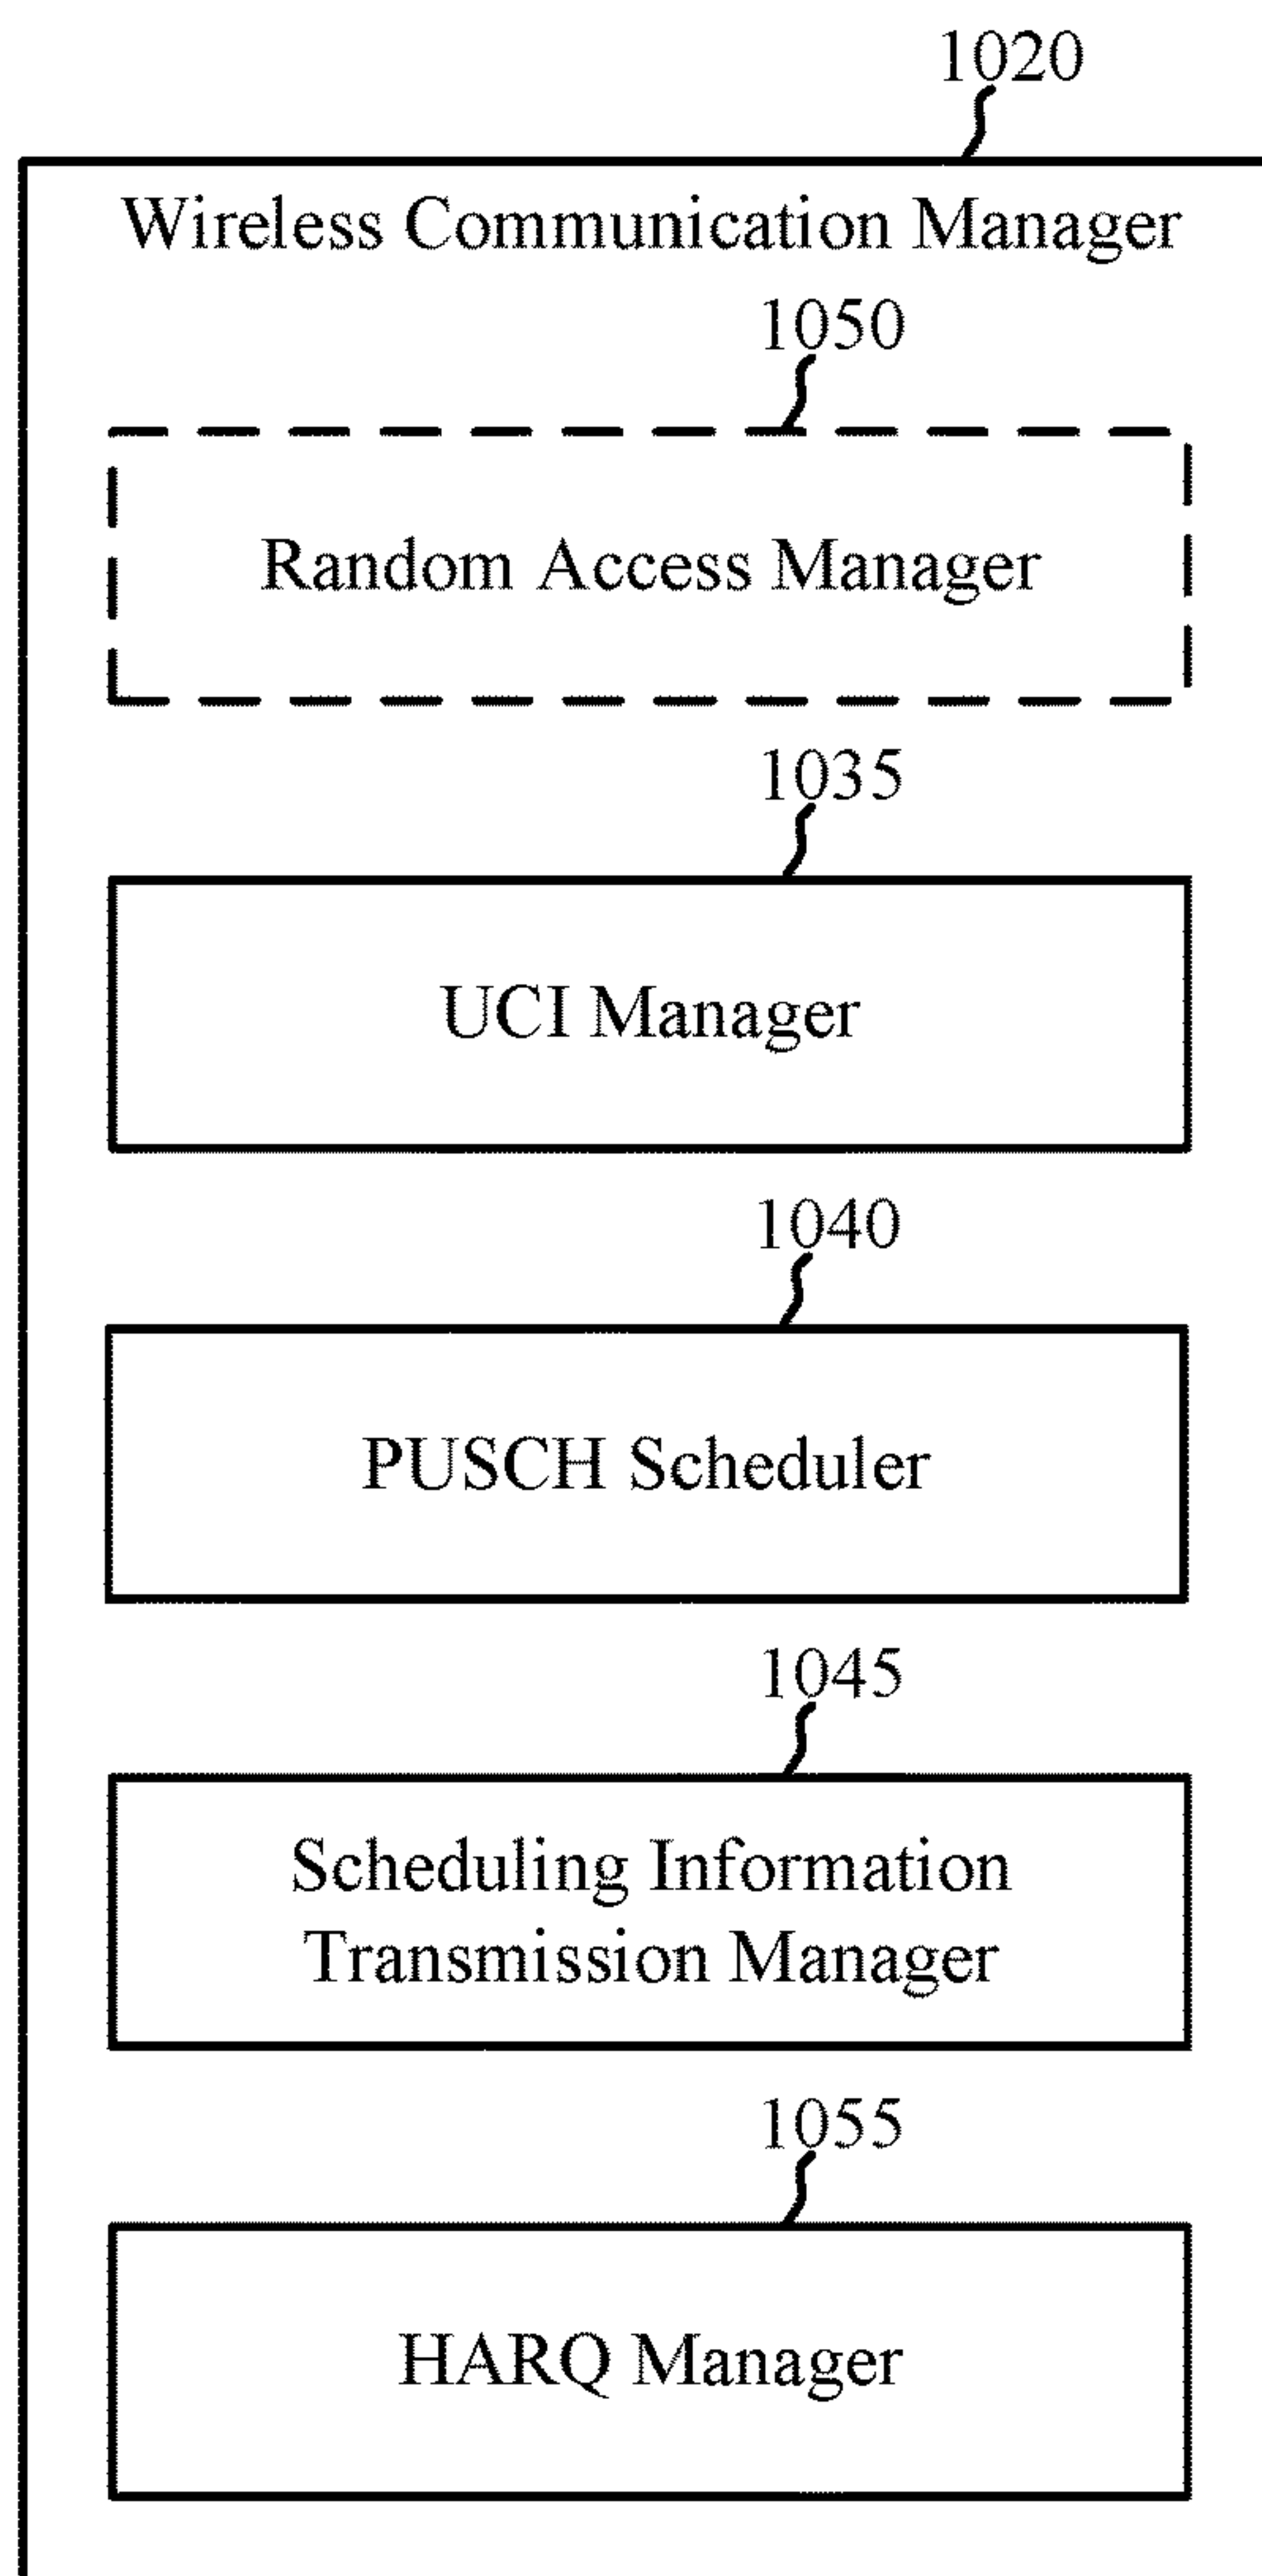 1020
Wireless Communication Manager
1050
Random Access Manager
1035
UCI Manager
1040
PUSCH Scheduler
1045
Scheduling Information
Transmission Manager
1055
HARQ Manager